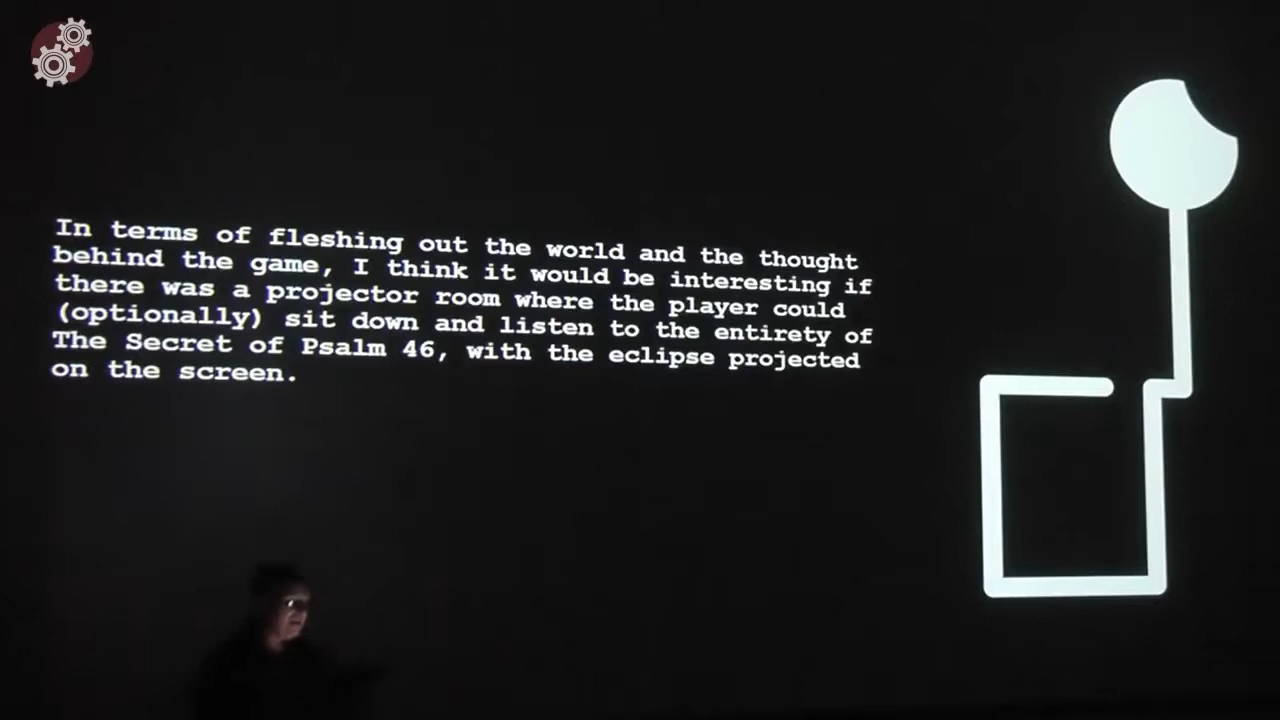 In terms of fleshing out the world and the thought
behind the game, I think it would be interesting if
there was a projector room where the player could
(optionally) sit down and listen to the entirety of
The Secret of Psalm 46, with the eclipse projected
on the screen.